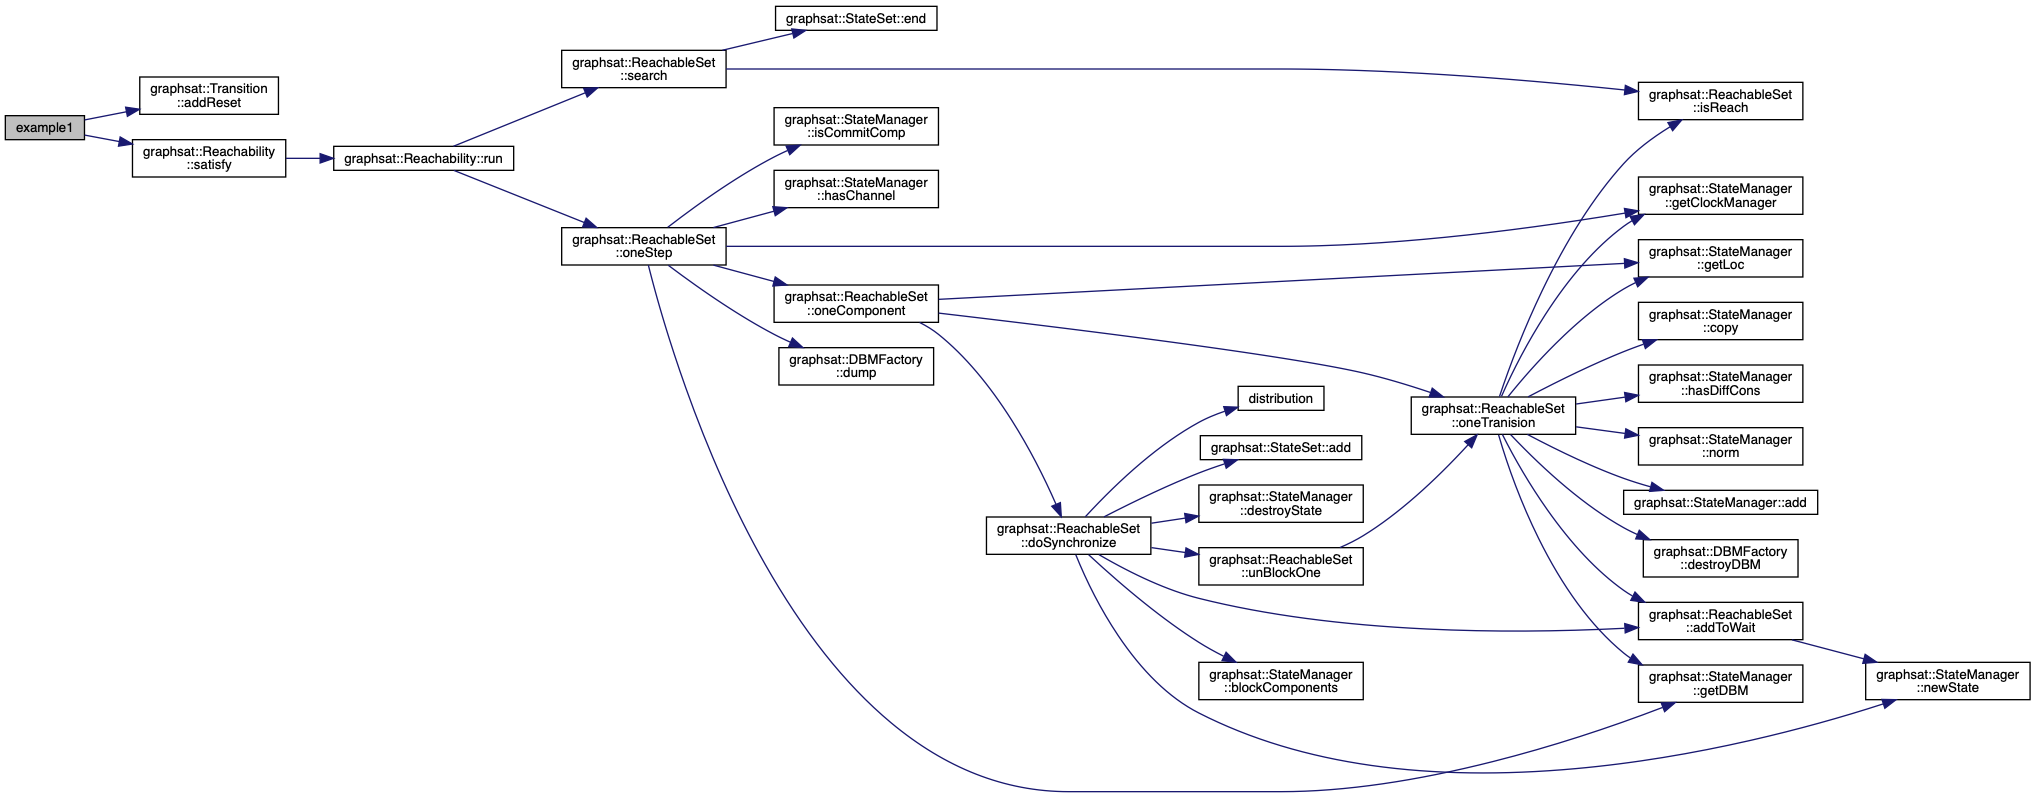 example1
graphsat::Transition
::addReset
graphsat::Reachability
::satisfy
graphsat::Reachability::run
graphsat::ReachableSet
::search
graphsat::StateSet::end
graphsat::ReachableSet
::isReach
graphsat::ReachableSet
::oneStep
graphsat::StateManager
::isCommitComp
graphsat::StateManager
::hasChannel
graphsat::StateManager
::getClockManager
graphsat::ReachableSet
::oneComponent
graphsat::StateManager
::getLoc
graphsat::DBMFactory
::dump
graphsat::StateManager
::copy
graphsat::StateManager
::hasDiffCons
graphsat::ReachableSet
::oneTranision
graphsat::StateManager
::norm
graphsat::StateManager::add
graphsat::DBMFactory
::destroyDBM
graphsat::ReachableSet
::addToWait
graphsat::StateManager
::getDBM
graphsat::StateManager
::newState
graphsat::ReachableSet
::doSynchronize
distribution
graphsat::StateSet::add
graphsat::StateManager
::destroyState
graphsat::ReachableSet
::unBlockOne
graphsat::StateManager
::blockComponents